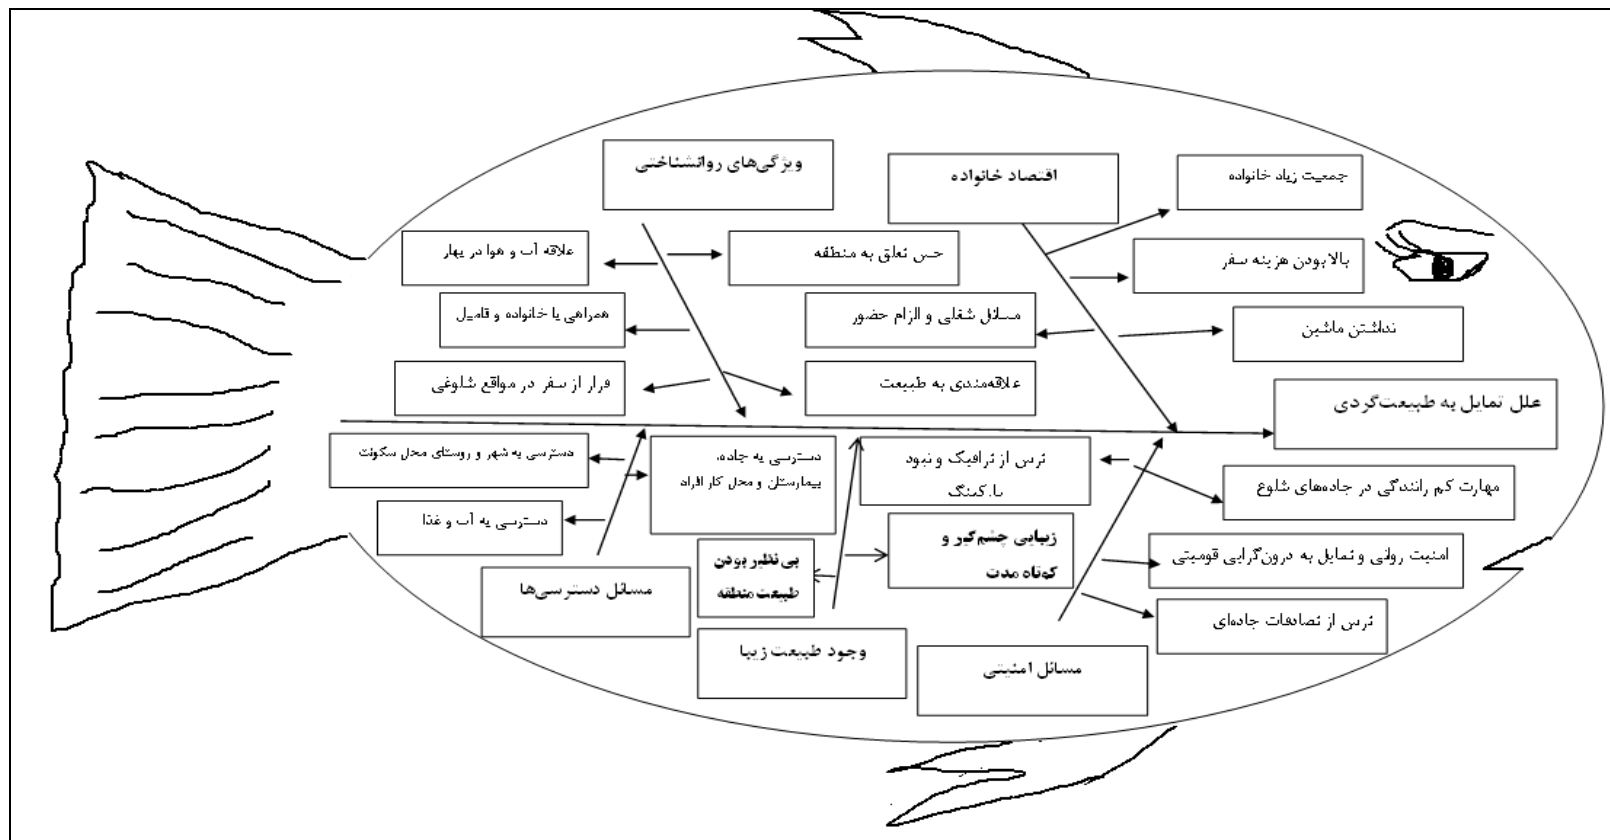 ویژگی‌های روانشناختی
اقتصاد خانواده
جمعیت زیاد خانواده
علاقه آب و هوا در بهار
حس تعلق به منطقه
بالا بودن هزینه سفر
همراهی با خانواده و فامیل
مسائل شغلی و الزام حضور
نداشتن ماشین
فرار از سفر در مواقع شلوغی
علاقه‌مندی به طبیعت
علل تمایل به طبیعت‌گردی
دسترسی به شهر و روستای محل سکونت
دسترسی به جاده،
بیمارستان و محل کار افراد
ترس از ترافیک و نبود
پارکینگ
مهارت کم رانندگی در جاده‌های شلوغ
دسترسی به آب و غذا
بی نظیر بودن
طبیعت منطقه
زیبایی چشم‌گیر و
کوتاه مدت
امنیت روانی و تمایل به درون‌گرایی قومیتی
مسائل دسترسی‌ها
ترس از تصادفات جاده‌ای
وجود طبیعت زیبا
مسائل امنیتی